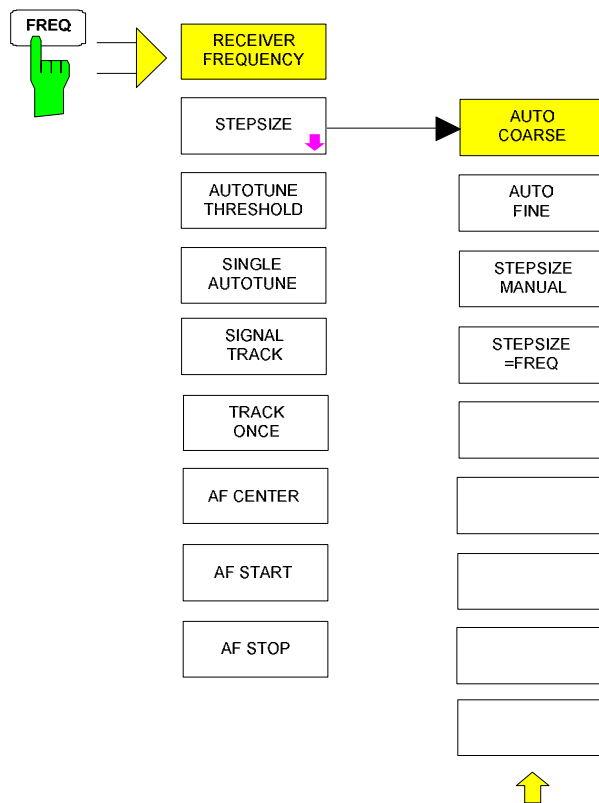 FREQ
RECEIVER
FREQUENCY
STEPSIZE
AUTOTUNE
THRESHOLD
SINGLE
AUTOTUNE
SIGNAL
TRACK
TRACK
ONCE
AF CENTER
AF START
AF STOP
AUTO
COARSE
AUTO
FINE
STEPSIZE
MANUAL
STEPSIZE
=FREQ